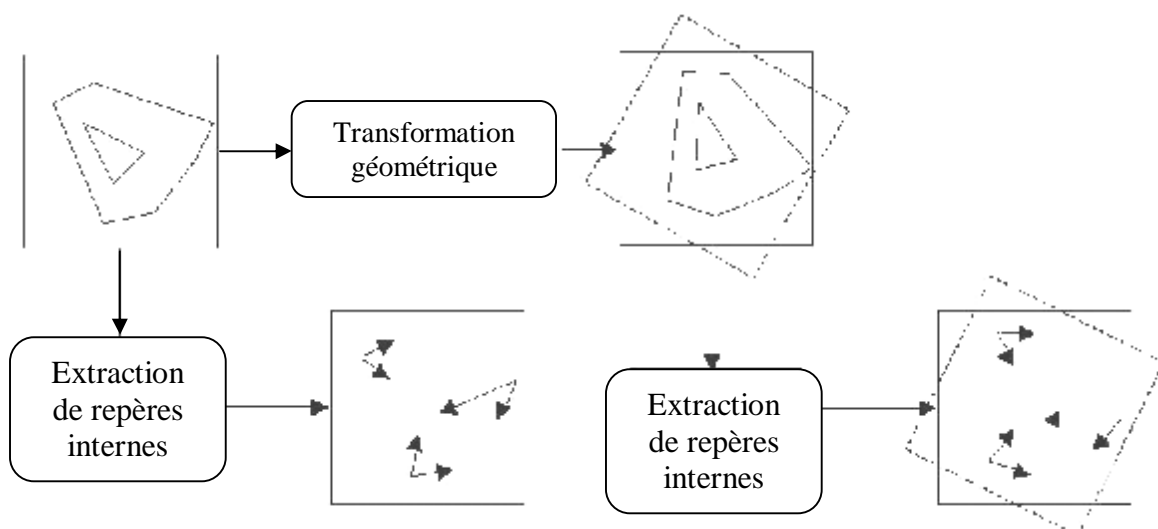 Transformation
géométrique
Extraction
de repères
internes
Extraction
de repères
internes